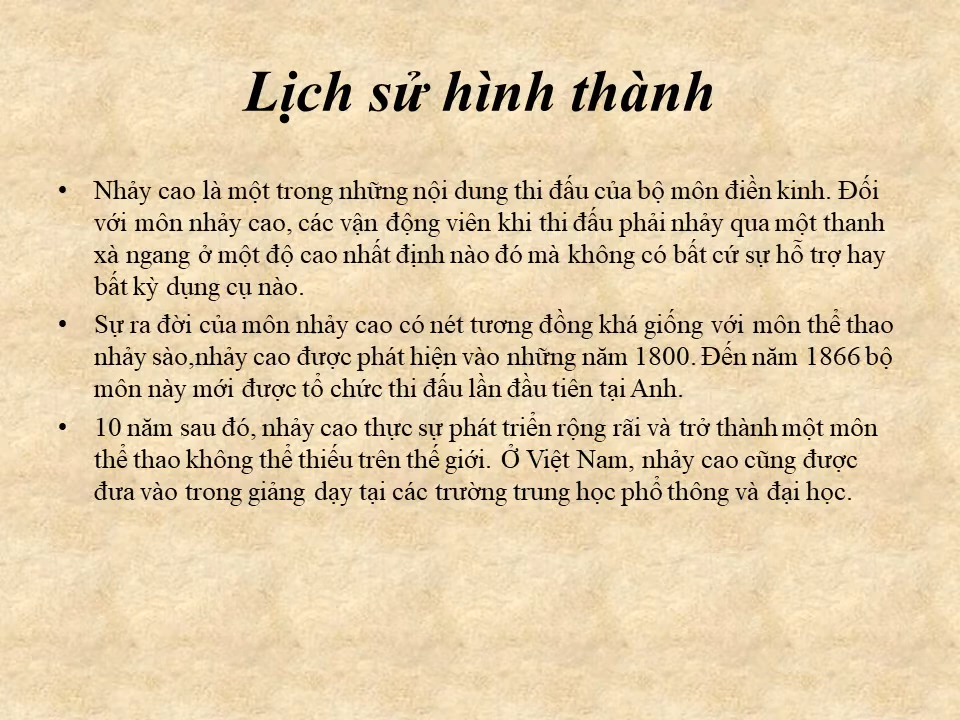 Lịch sử hình thành
• Nhảy cao là một trong những nội dung thi đấu của bộ môn điền kinh. Đối
với môn nhảy cao, các vận động viên khi thi đấu phải nhảy qua một thanh
xà ngang ở một độ cao nhất định nào đó mà không có bất cứ sự hỗ trợ hay
bất kỳ dụng cụ nào.
• Sự ra đời của môn nhảy cao có nét tương đồng khá giống với môn thể thao
nhảy sào,nhảy cao được phát hiện vào những năm 1800. Đến năm 1866 bộ
môn này mới được tổ chức thi đấu lần đầu tiên tại Anh.
• 10 năm sau đó, nhảy cao thực sự phát triển rộng rãi và trở thành một môn
thể thao không thể thiếu trên thế giới. Ở Việt Nam, nhảy cao cũng được
đưa vào trong giảng dạy tại các trường trung học phổ thông và đại học.